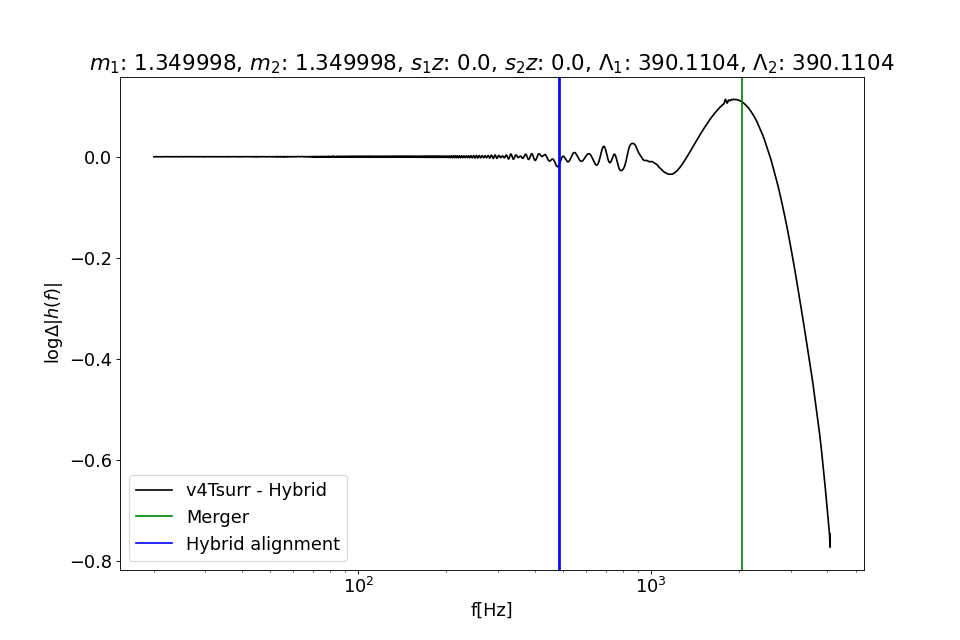 m₁: 1.349998, m₂: 1.349998, s₁z: 0.0, s₂z: 0.0, Λ₁: 390.1104, Λ₂: 390.1104
logΔ|h(f)|
0.0
−0.2
−0.4
−0.6
−0.8
v4Tsurr - Hybrid
Merger
Hybrid alignment
10² 10³
f[Hz]